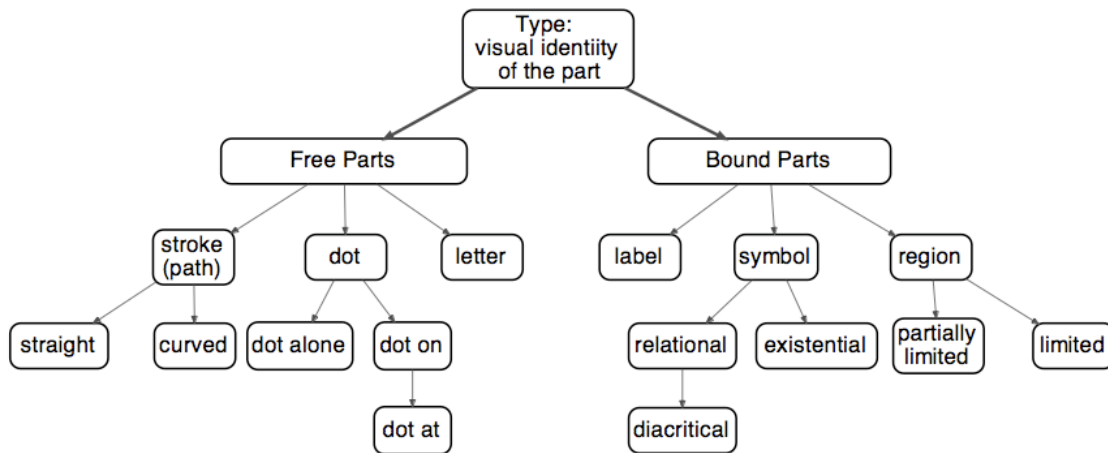 Type:
visual identiity
of the part
Free Parts
Bound Parts
stroke
(path)
dot
letter
label
symbol
region
straight
curved
dot alone
dot on
relational
existential
partially
limited
limited
dot at
diacritical